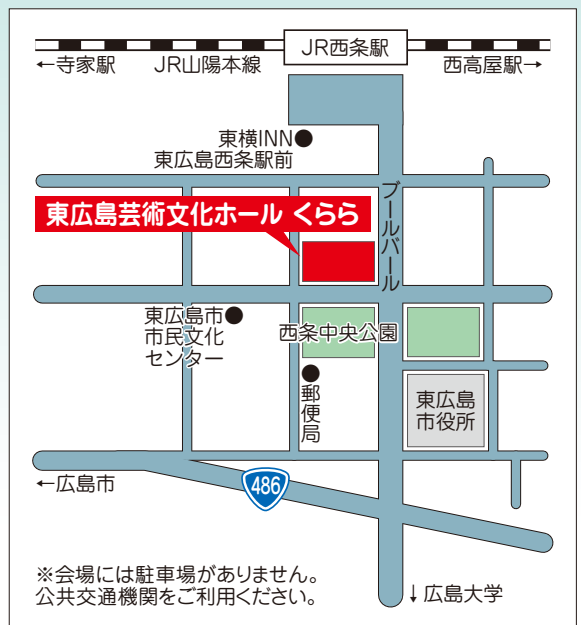 JR西条駅
←寺家駅
JR山陽本線
西高屋駅→
東横INN
東広島西条駅前
ブールバール
東広島芸術文化ホール くらら
東広島市
市民文化
センター
西条中央公園
郵便局
東広島
市役所
←広島市
486
※会場には駐車場がありません。
公共交通機関をご利用ください。
↓広島大学